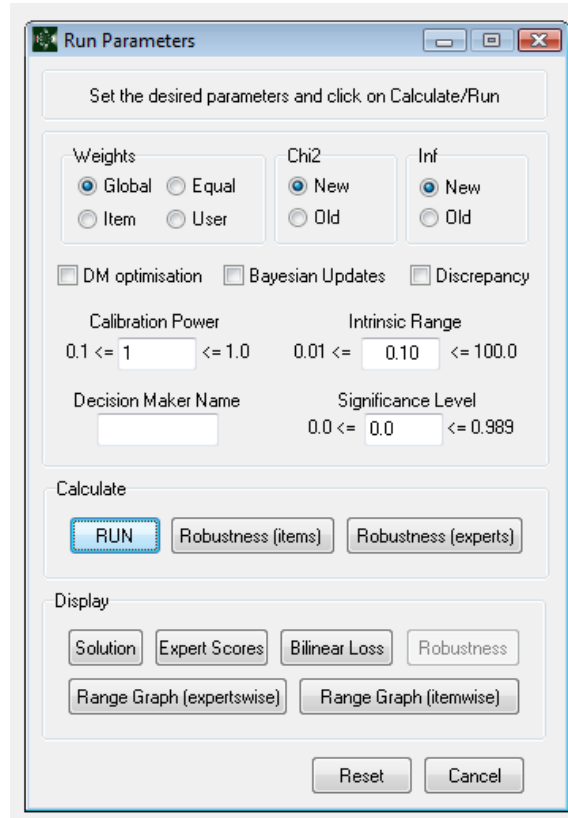 Run Parameters
Set the desired parameters and click on Calculate/Run
Weights Chi2 Inf
Global Equal New New
Item User Old Old
DM optimisation Bayesian Updates Discrepancy
Calibration Power Intrinsic Range
0.1 <= 1 <= 1.0 0.01 <= 0.10 <= 100.0
Decision Maker Name Significance Level
0.0 <= 0.0 <= 0.989
Calculate
RUN Robustness (items) Robustness (experts)
Display
Solution Expert Scores Bilinear Loss Robustness
Range Graph (expertswise) Range Graph (itemwise)
Reset Cancel